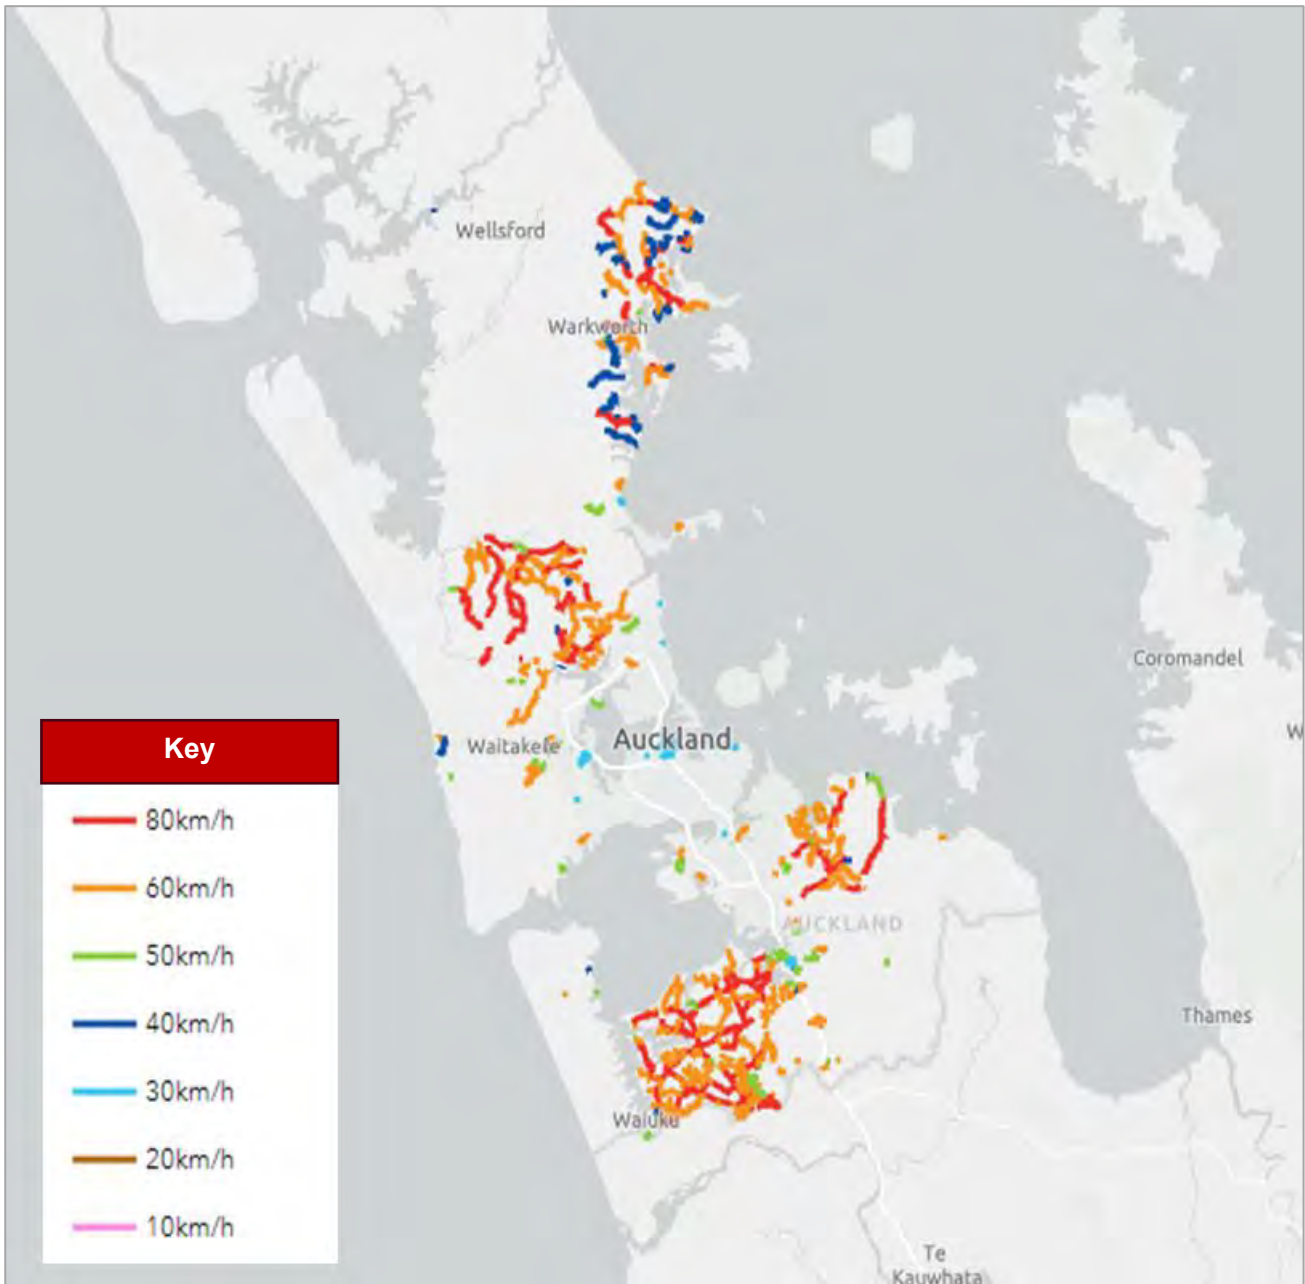 Wellsford
Warkworth
Coromandel
W
Auckland
Waitakere
Key
80km/h
60km/h
50km/h
40km/h
30km/h
20km/h
10km/h
AUCKLAND
Thames
Waiuku
Te
Kauwhata